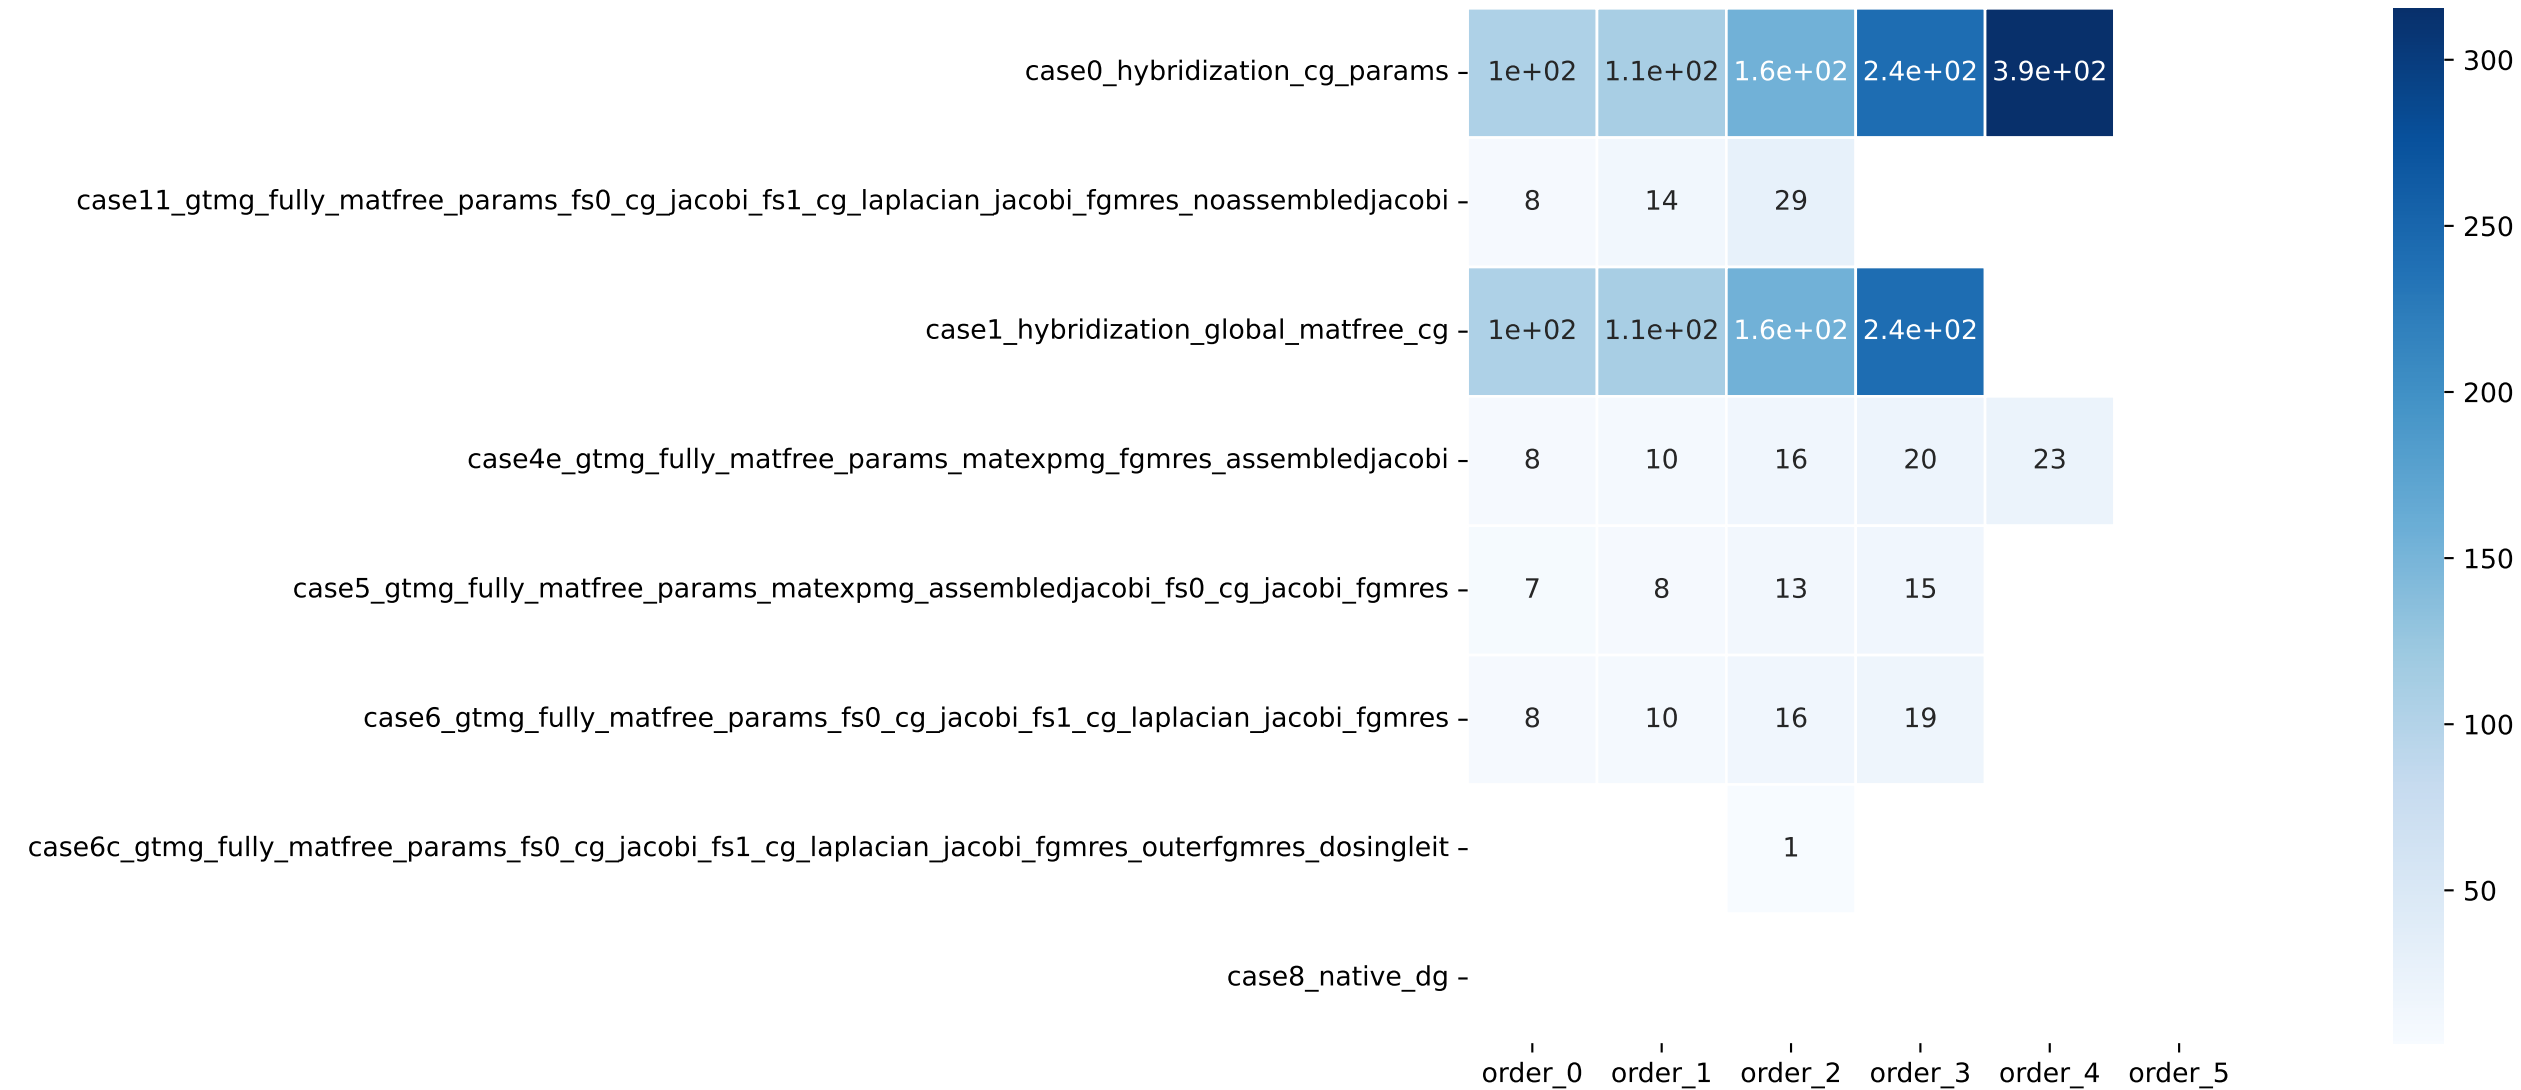 case0_hybridization_cg_params 1e+02 1.1e+02 1.6e+02 2.4e+02 3.9e+02
case11_gtmg_fully_matfree_params_fs0_cg_jacobi_fs1_cg_laplacian_jacobi_fgmres_noassembledjacobi 8 14 29
case1_hybridization_global_matfree_cg 1e+02 1.1e+02 1.6e+02 2.4e+02
case4e_gtmg_fully_matfree_params_matexpmg_fgmres_assembledjacobi 8 10 16 20 23
case5_gtmg_fully_matfree_params_matexpmg_assembledjacobi_fs0_cg_jacobi_fgmres 7 8 13 15
case6_gtmg_fully_matfree_params_fs0_cg_jacobi_fs1_cg_laplacian_jacobi_fgmres 8 10 16 19
case6c_gtmg_fully_matfree_params_fs0_cg_jacobi_fs1_cg_laplacian_jacobi_fgmres_outerfgmres_dosingleit 1
case8_native_dg
order_0 order_1 order_2 order_3 order_4 order_5
300
250
200
150
100
50